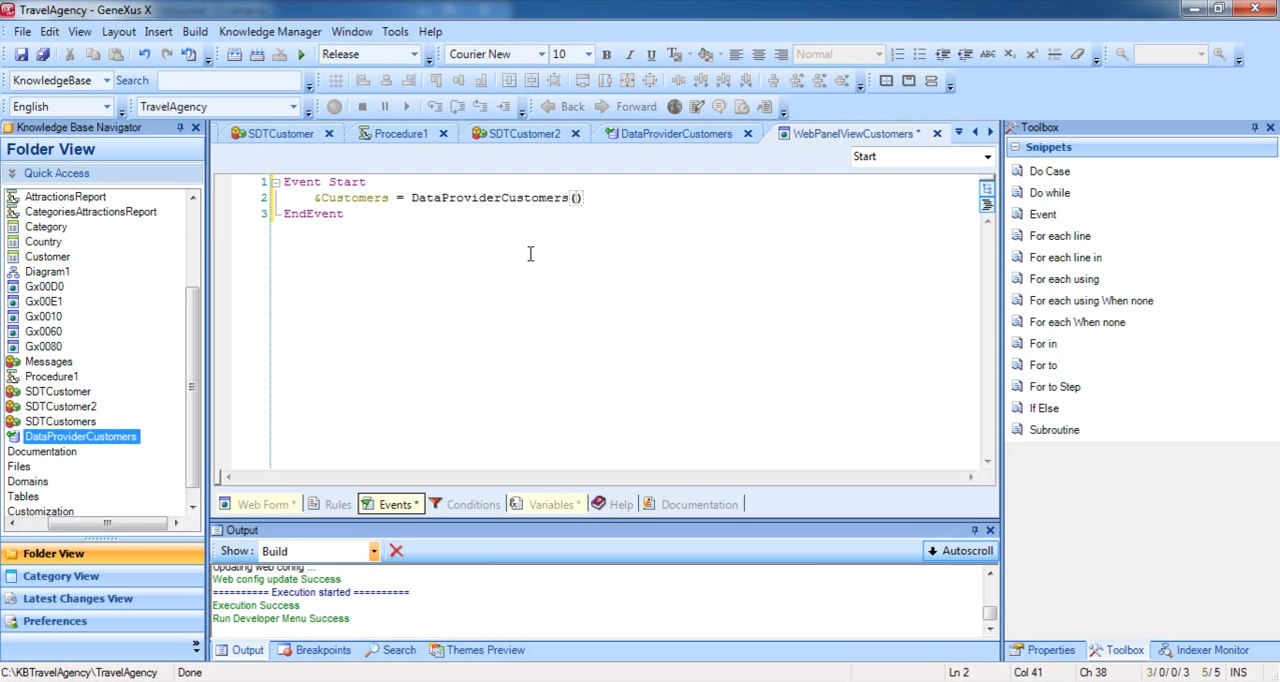 TravelAgency - GeneXus X
File Edit View Layout Insert Build Knowledge Manager Window Tools Help
Release Courier New 10 B I U Normal ABC
KnowledgeBase Search
English TravelAgency Back Forward
Knowledge Base Navigator
Folder View
Quick Access
AttractionsReport
CategoriesAttractionsReport
Category
Country
Customer
Diagram1
Gx00D0
Gx00E1
Gx0010
Gx0060
Gx0080
Messages
Procedure1
SDTCustomer
SDTCustomer2
SDTCustomers
DataProviderCustomers
Documentation
Files
Domains
Tables
Customization
Folder View
Category View
Latest Changes View
Preferences
SDTCustomer Procedure1 SDTCustomer2 DataProviderCustomers WebPanelViewCustomers *
Start
1 Event Start
2 &Customers = DataProviderCustomers()
3 EndEvent
Web Form * Rules Events * Conditions Variables * Help Documentation
Output
Show: Build Autoscroll
Updating web config ...
Web config update Success
========== Execution started ==========
Execution Success
Run Developer Menu Success
Output Breakpoints Search Themes Preview
Toolbox
Snippets
Do Case
Do while
Event
For each line
For each line in
For each using
For each using When none
For each When none
For in
For to
For to Step
If Else
Subroutine
Properties Toolbox Indexer Monitor
C:\KBTravelAgency\TravelAgency Done Ln 2 Col 41 Ch 38 3/0/0/3 5/5 INS